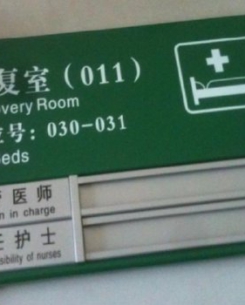 复室（011）
very Room
号：030-031
eds
医师
n in charge
护士
sibility of nurses